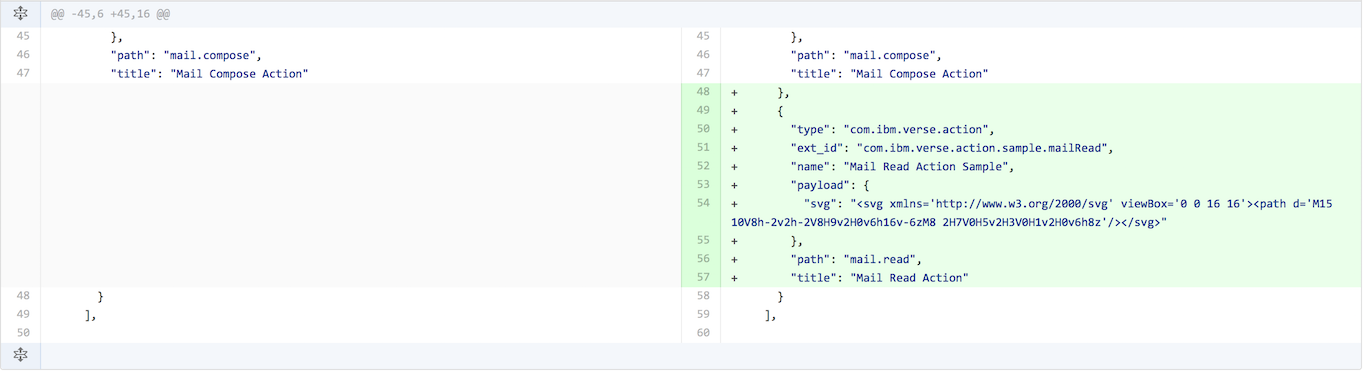 @@ -45,6 +45,16 @@
45 },
46 "path": "mail.compose",
47 "title": "Mail Compose Action"
48 }
49 ],
50
45 },
46 "path": "mail.compose",
47 "title": "Mail Compose Action"
48 + },
49 + {
50 + "type": "com.ibm.verse.action",
51 + "ext_id": "com.ibm.verse.action.sample.mailRead",
52 + "name": "Mail Read Action Sample",
53 + "payload": {
54 + "svg": "<svg xmlns='http://www.w3.org/2000/svg' viewBox='0 0 16 16'><path d='M15
10V8h-2v2h-2V8H9v2H0v6h16v-6zM8 2H7V0H5v2H3V0H1v2H0v6h8z'/></svg>"
55 + },
56 + "path": "mail.read",
57 + "title": "Mail Read Action"
58 }
59 ],
60